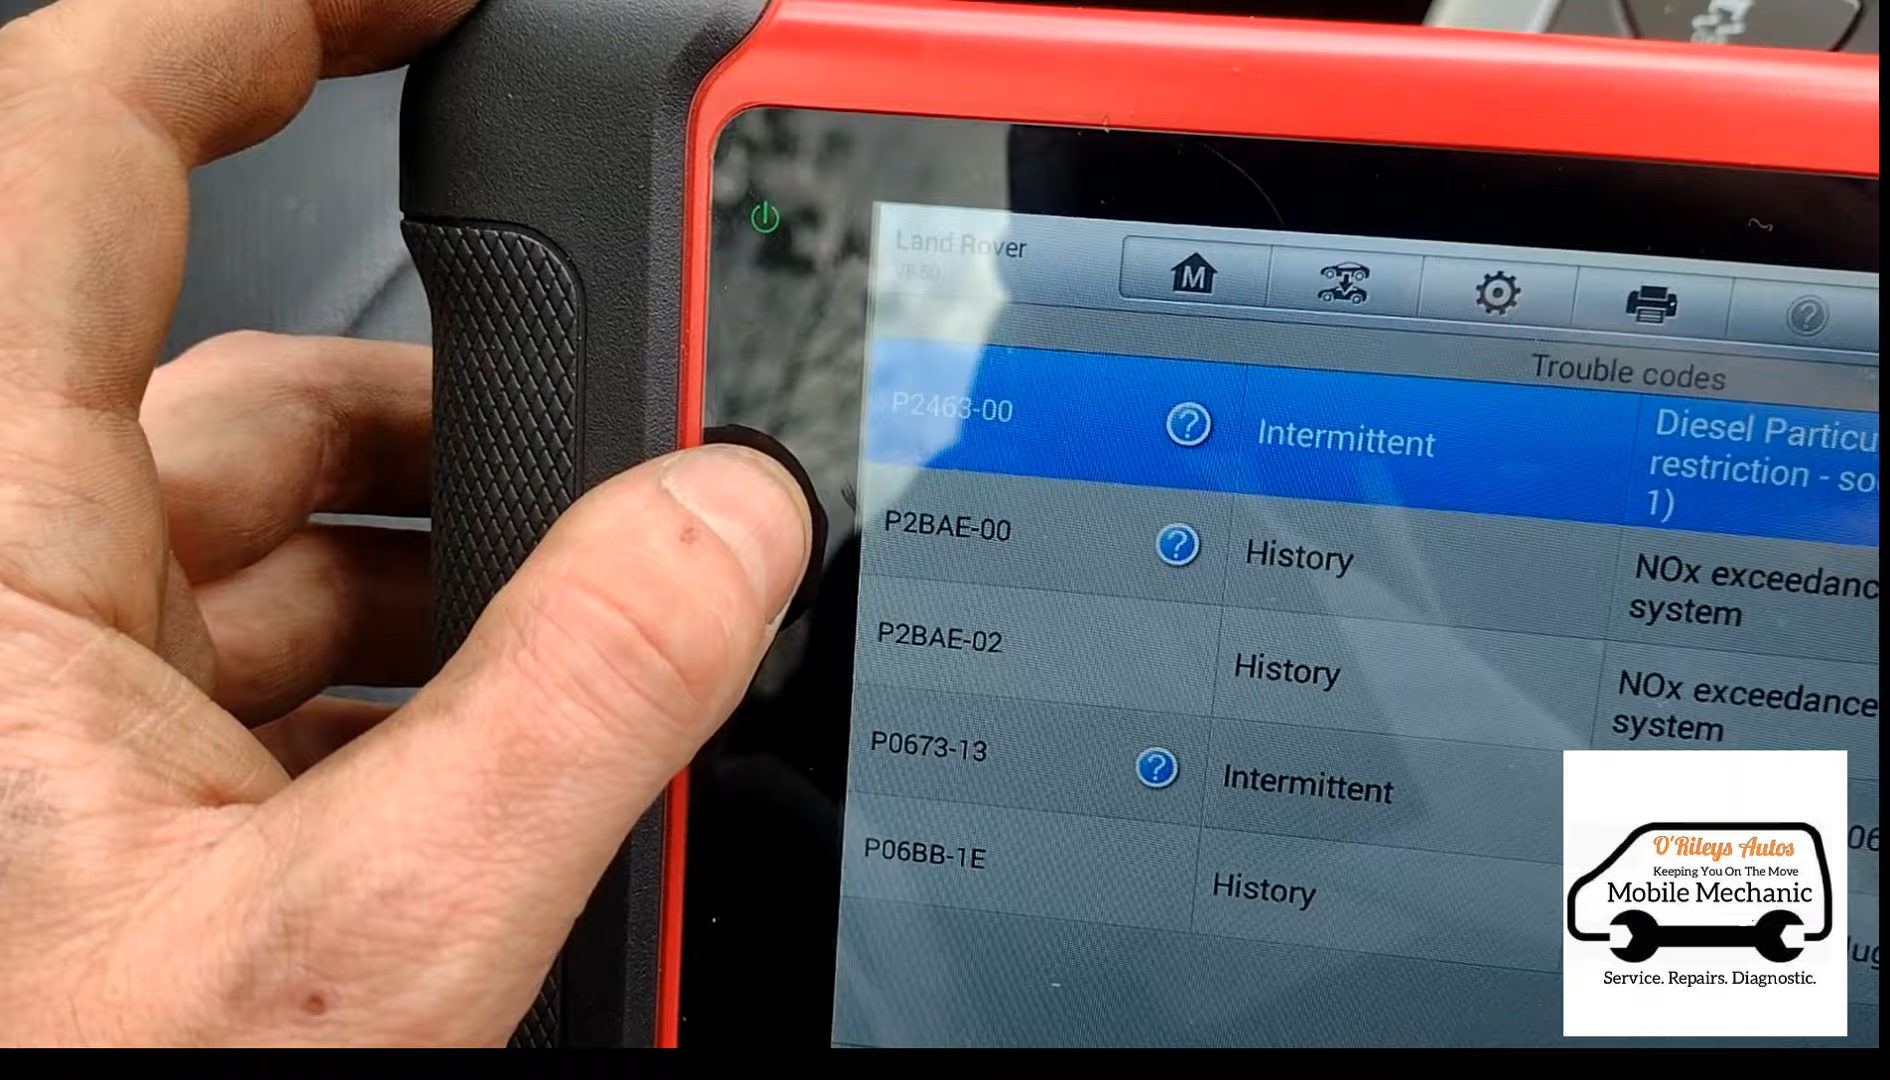 Land Rover
M
Trouble codes
P2463-00 ? Intermittent Diesel Particu
restriction - so
1)
P2BAE-00 ? History NOx exceedanc
system
P2BAE-02 History NOx exceedance
system
P0673-13 ? Intermittent
P06BB-1E History
O'Rileys Autos
Keeping You On The Move
Mobile Mechanic
Service. Repairs. Diagnostic.